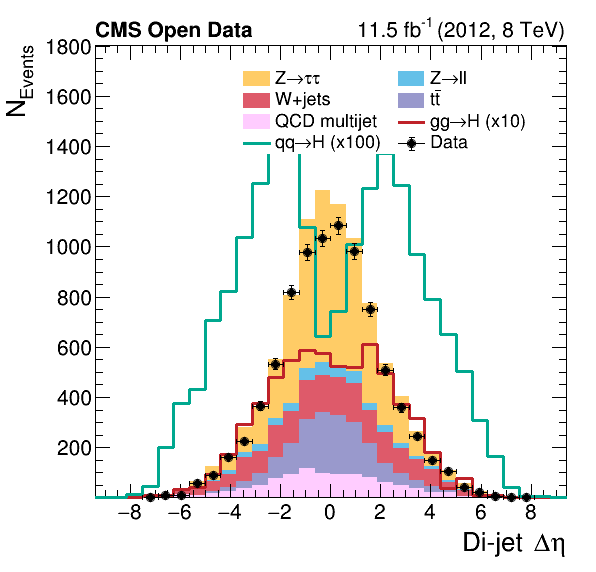 CMS Open Data 11.5 fb⁻¹ (2012, 8 TeV)
N_Events
1800
1600
1400
1200
1000
800
600
400
200
Z→ττ Z→ll
W+jets tt̄
QCD multijet gg→H (x10)
qq→H (x100) Data
−8 −6 −4 −2 0 2 4 6 8
Di-jet Δη